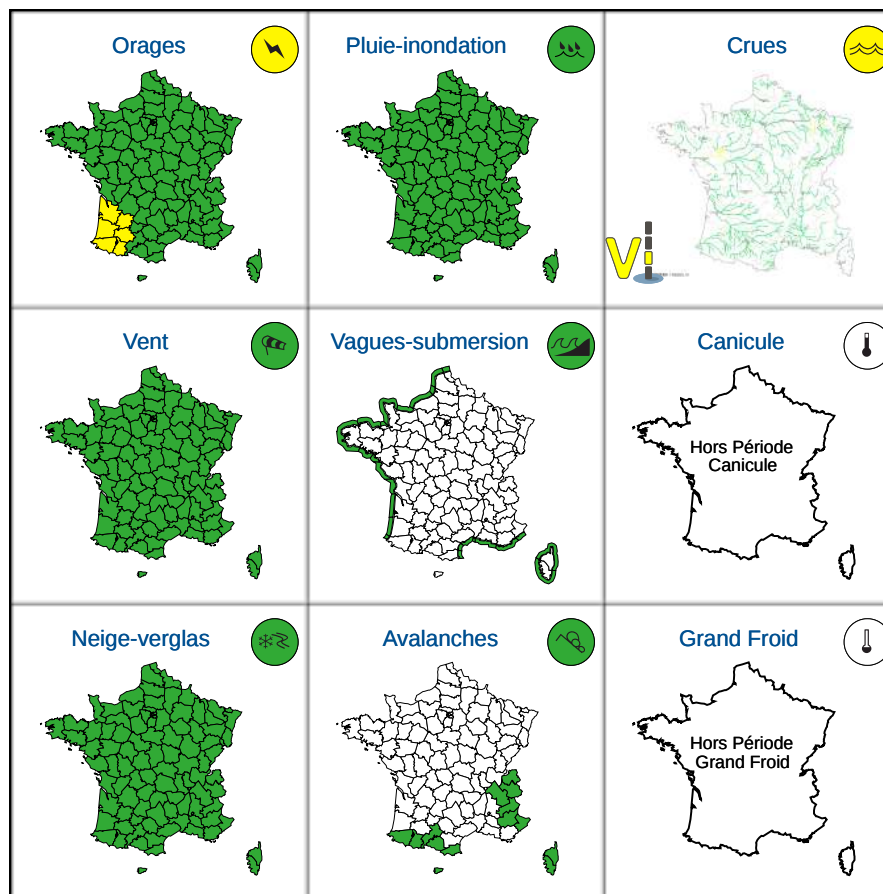 Orages
Pluie-inondation
Crues
Vi
Vent
Vagues-submersion
Canicule
Hors Période
Canicule
Neige-verglas
Avalanches
Grand Froid
Hors Période
Grand Froid